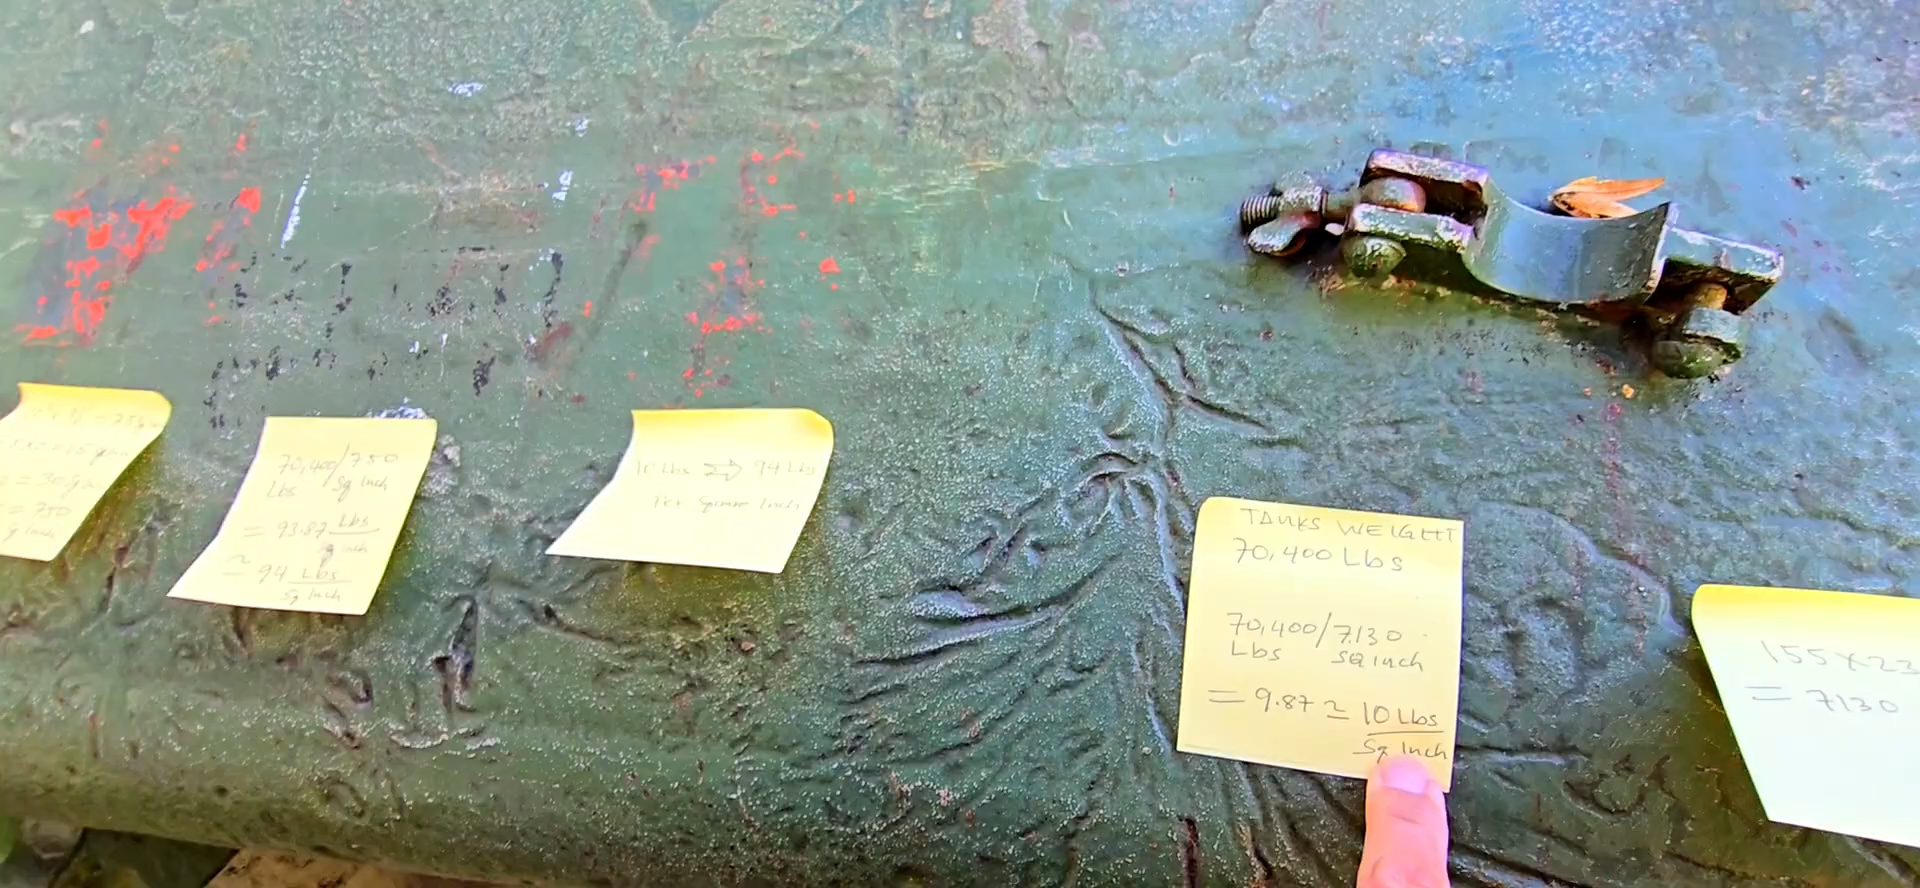 = 750
70,400/750
Lbs Sq Inch
= 93.87 Lbs
Sq Inch
≃ 94 Lbs
Sq Inch
10 Lbs ⇒ 94 Lbs
Per Square Inch
TANKS WEIGHT
70,400 Lbs
70,400/7130
Lbs SQ inch
= 9.87 ≃ 10 Lbs
Sq Inch
155x23
= 7130